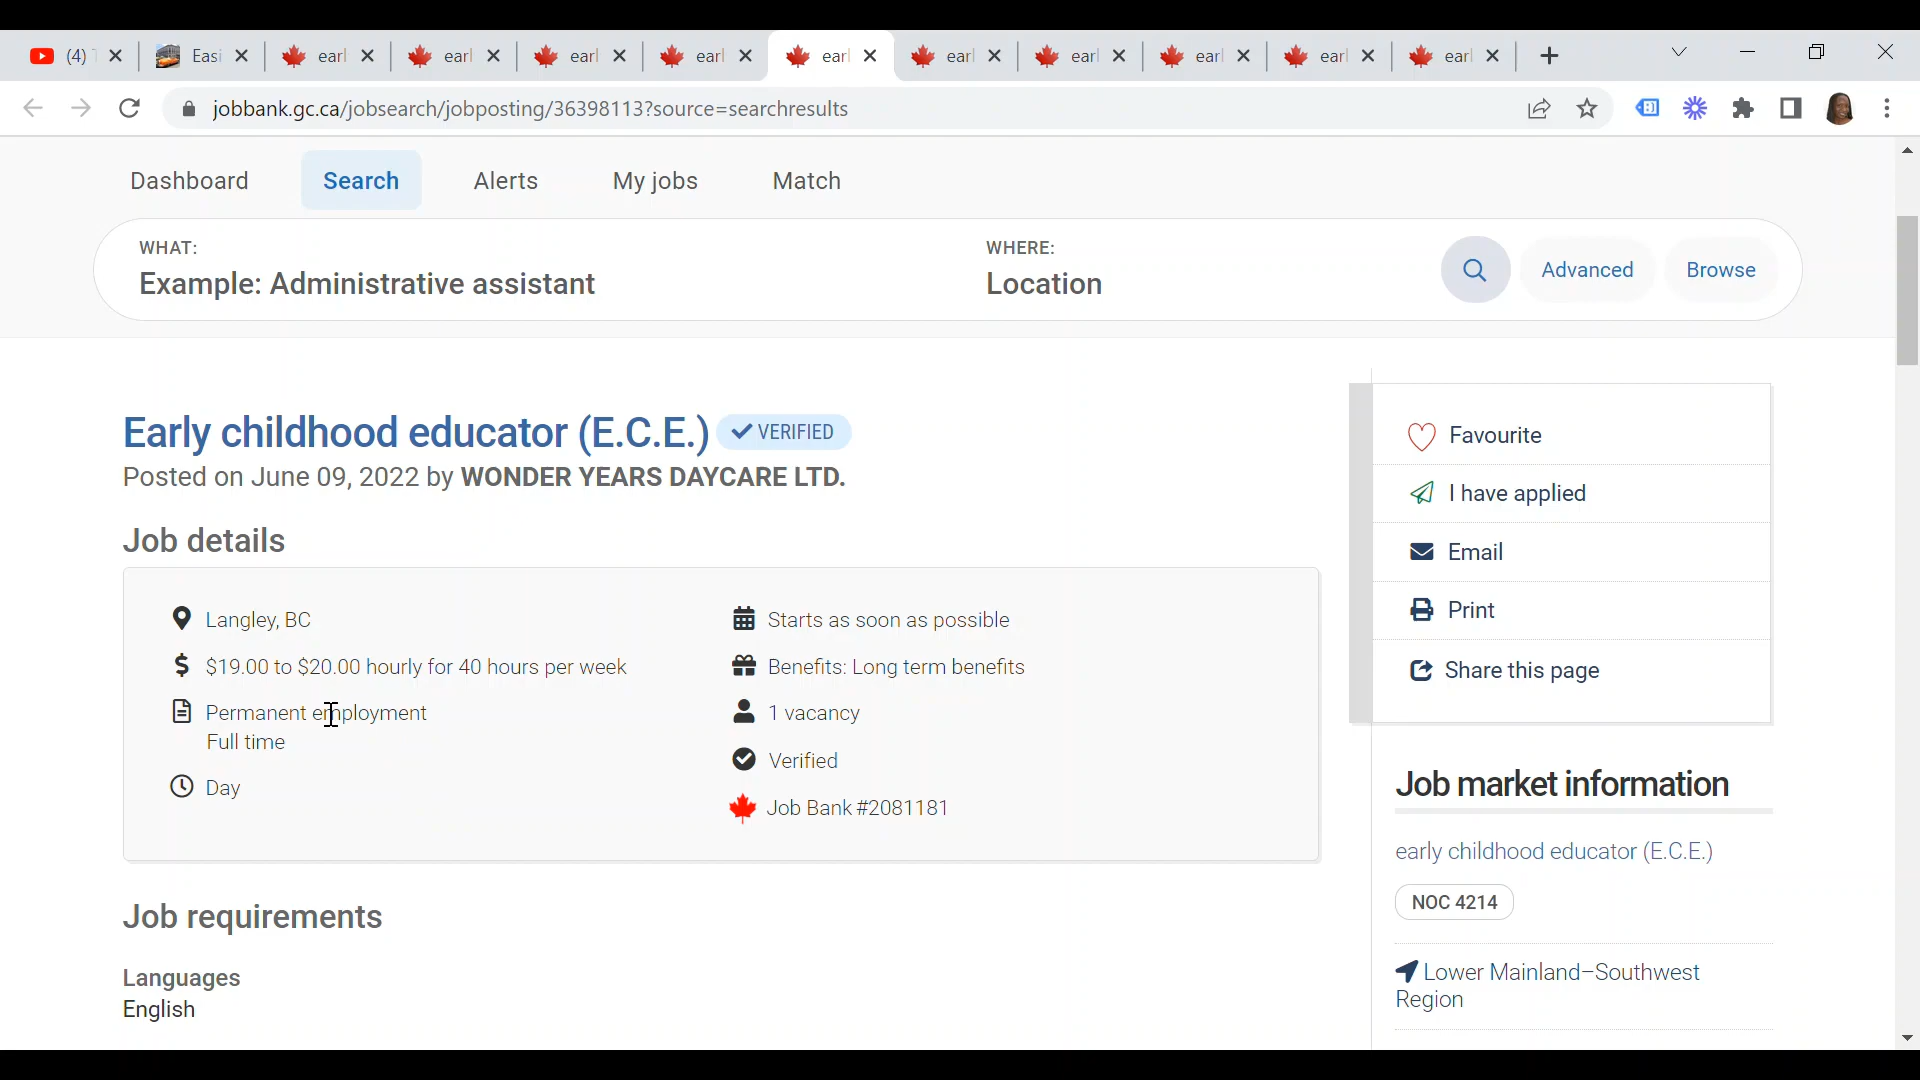 (4)
Easi
earl
earl
earl
earl
earl
earl
earl
earl
earl
earl
jobbank.gc.ca/jobsearch/jobposting/36398113?source=searchresults
Dashboard
Search
Alerts
My jobs
Match
WHAT:
Example: Administrative assistant
WHERE:
Location
Advanced
Browse
Early childhood educator (E.C.E.)
VERIFIED
Posted on June 09, 2022 by WONDER YEARS DAYCARE LTD.
Job details
Langley, BC
$19.00 to $20.00 hourly for 40 hours per week
Permanent employment
Full time
Day
Starts as soon as possible
Benefits: Long term benefits
1 vacancy
Verified
Job Bank #2081181
Job requirements
Languages
English
Favourite
I have applied
Email
Print
Share this page
Job market information
early childhood educator (E.C.E.)
NOC 4214
Lower Mainland–Southwest
Region